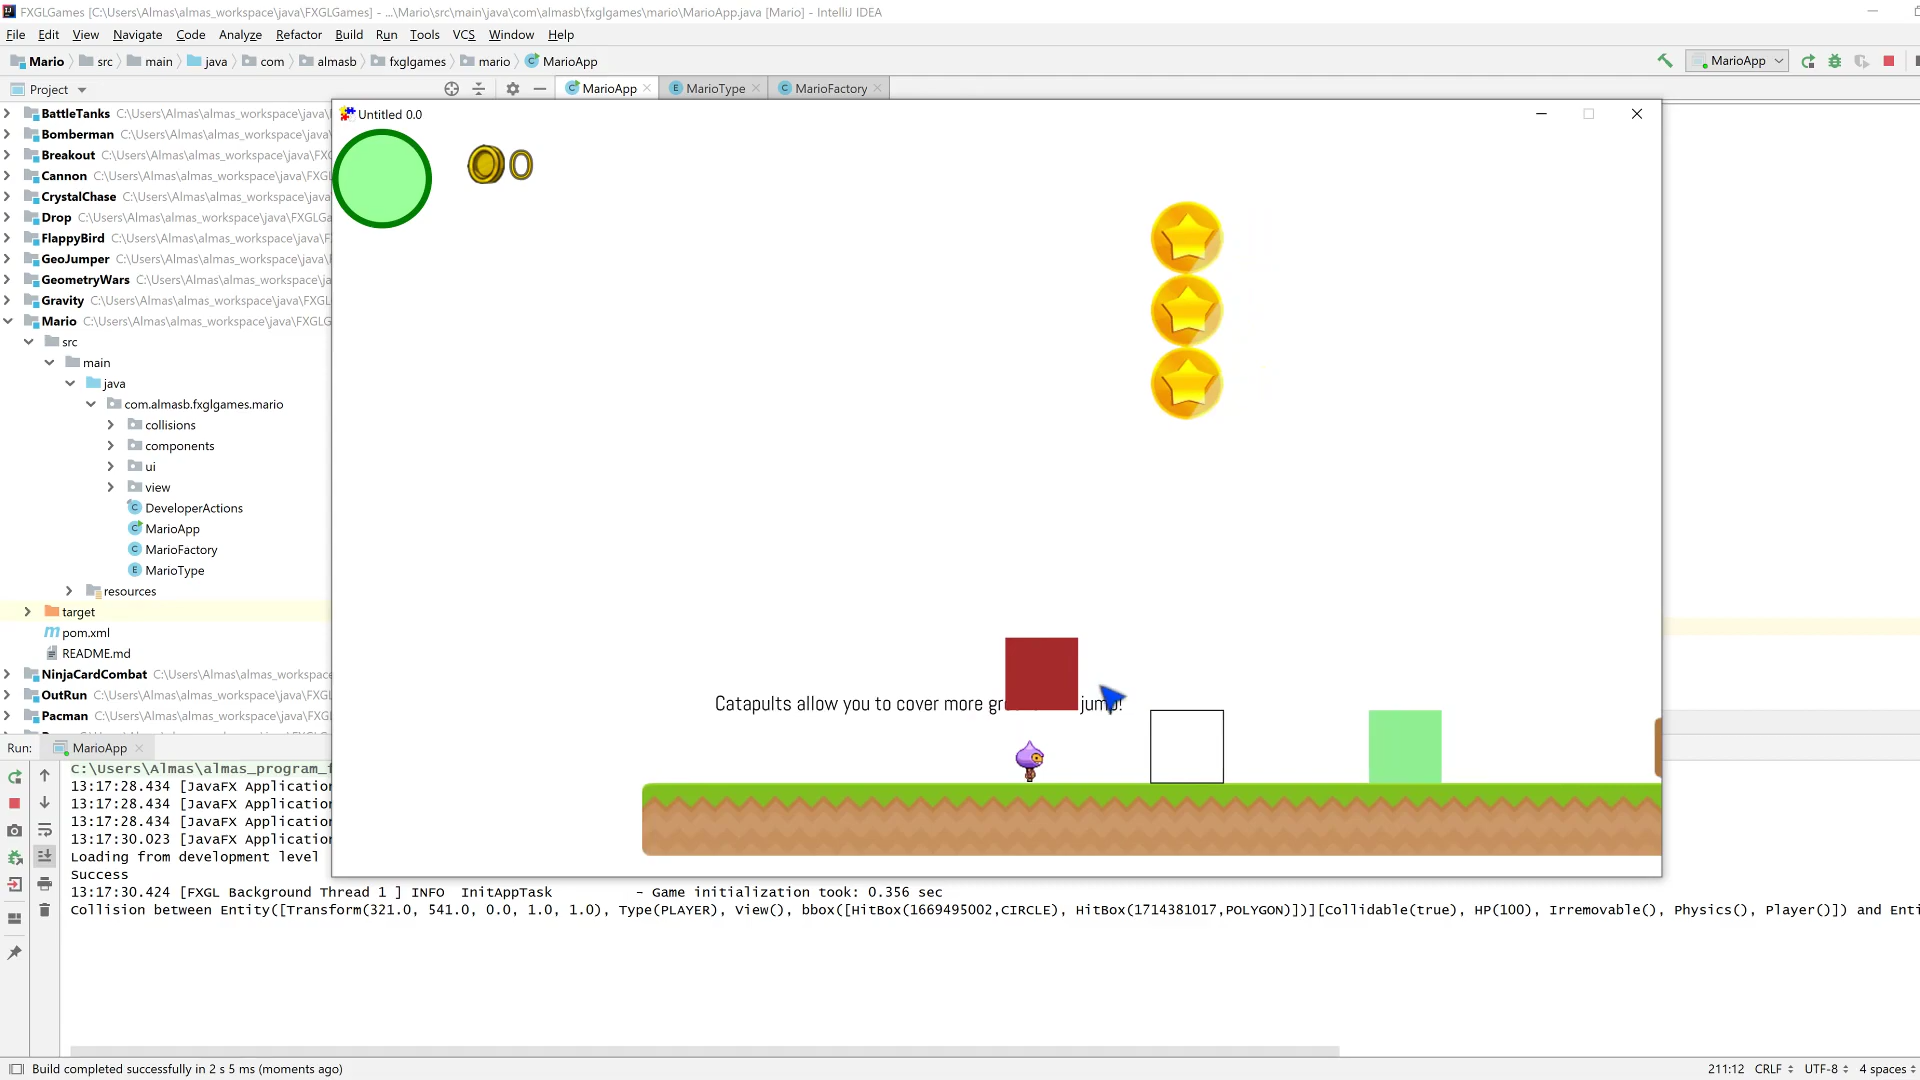 FXGLGames [C:\Users\Almas\almas_workspace\java\FXGLGames] - ...\Mario\src\main\java\com\almasb\fxglgames\mario\MarioApp.java [Mario] - IntelliJ IDEA
File Edit View Navigate Code Analyze Refactor Build Run Tools VCS Window Help
Mario src main java com almasb fxglgames mario MarioApp MarioApp
Project MarioApp MarioType MarioFactory
BattleTanks C:\Users\Almas\almas_workspace\java\FXG
Bomberman C:\Users\Almas\almas_workspace\java\FX
Breakout C:\Users\Almas\almas_workspace\java\FXGL
Cannon C:\Users\Almas\almas_workspace\java\FXGL
CrystalChase C:\Users\Almas\almas_workspace\java\
Drop C:\Users\Almas\almas_workspace\java\FXGLGa
FlappyBird C:\Users\Almas\almas_workspace\java\F
GeoJumper C:\Users\Almas\almas_workspace\java\FX
GeometryWars C:\Users\Almas\almas_workspace\ja
Gravity C:\Users\Almas\almas_workspace\java\FXGL
Mario C:\Users\Almas\almas_workspace\java\FXGLG
src
main
java
com.almasb.fxglgames.mario
collisions
components
ui
view
DeveloperActions
MarioApp
MarioFactory
MarioType
resources
target
pom.xml
README.md
NinjaCardCombat C:\Users\Almas\almas_workspace
OutRun C:\Users\Almas\almas_workspace\java\FXGL
Pacman C:\Users\Almas\almas_workspace\java\FXGL
Untitled 0.0
0
Catapults allow you to cover more gr jump!
Run: MarioApp
C:\Users\Almas\almas_program_f
13:17:28.434 [JavaFX Application
13:17:28.434 [JavaFX Application
13:17:28.434 [JavaFX Application
13:17:30.023 [JavaFX Application
Loading from development level
Success
13:17:30.424 [FXGL Background Thread 1 ] INFO InitAppTask - Game initialization took: 0.356 sec
Collision between Entity([Transform(321.0, 541.0, 0.0, 1.0, 1.0), Type(PLAYER), View(), bbox([HitBox(1669495002,CIRCLE), HitBox(1714381017,POLYGON)])][Collidable(true), HP(100), Irremovable(), Physics(), Player()]) and Enti
Build completed successfully in 2 s 5 ms (moments ago) 211:12 CRLF UTF-8 4 spaces